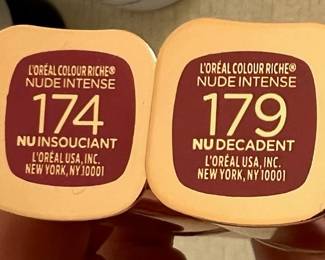 L'ORÉAL COLOUR RICHE®
NUDE INTENSE
174
NU INSOUCIANT
L'ORÉAL USA, INC.
NEW YORK, NY 10001
L'ORÉAL COLOUR RICHE®
NUDE INTENSE
179
NU DECADENT
L'ORÉAL USA, INC.
NEW YORK, NY 10001